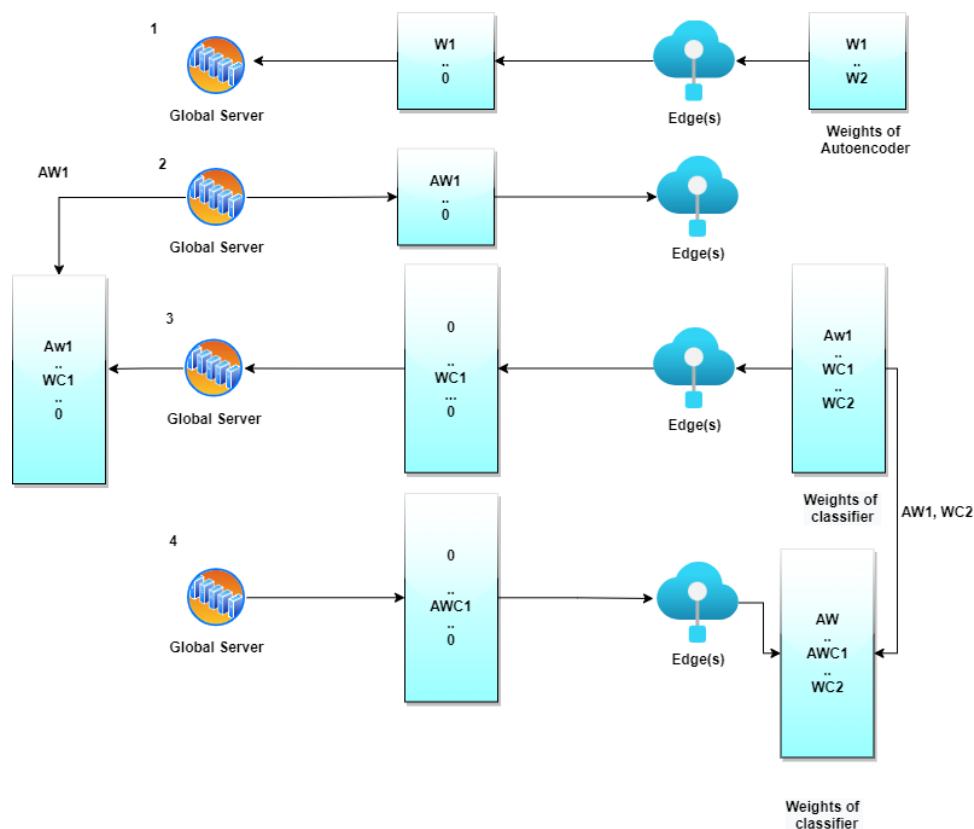 1
Global Server
W1
..
0
Edge(s)
W1
..
W2
Weights of
Autoencoder
AW1
2
Global Server
AW1
..
0
Edge(s)
Aw1
..
WC1
..
0
3
Global Server
0
..
WC1
...
0
Edge(s)
Aw1
..
WC1
..
WC2
Weights of
classifier
AW1, WC2
4
Global Server
0
..
AWC1
..
0
Edge(s)
AW
..
AWC1
..
WC2
Weights of
classifier